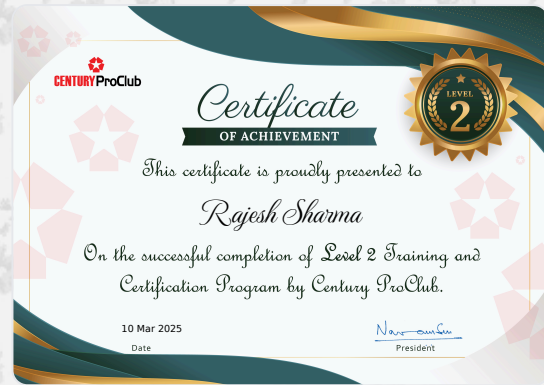 CENTURY ProClub
Certificate
OF ACHIEVEMENT
LEVEL
2
This certificate is proudly presented to
Rajesh Sharma
On the successful completion of Level 2 Training and
Certification Program by Century ProClub.
10 Mar 2025
Date
President